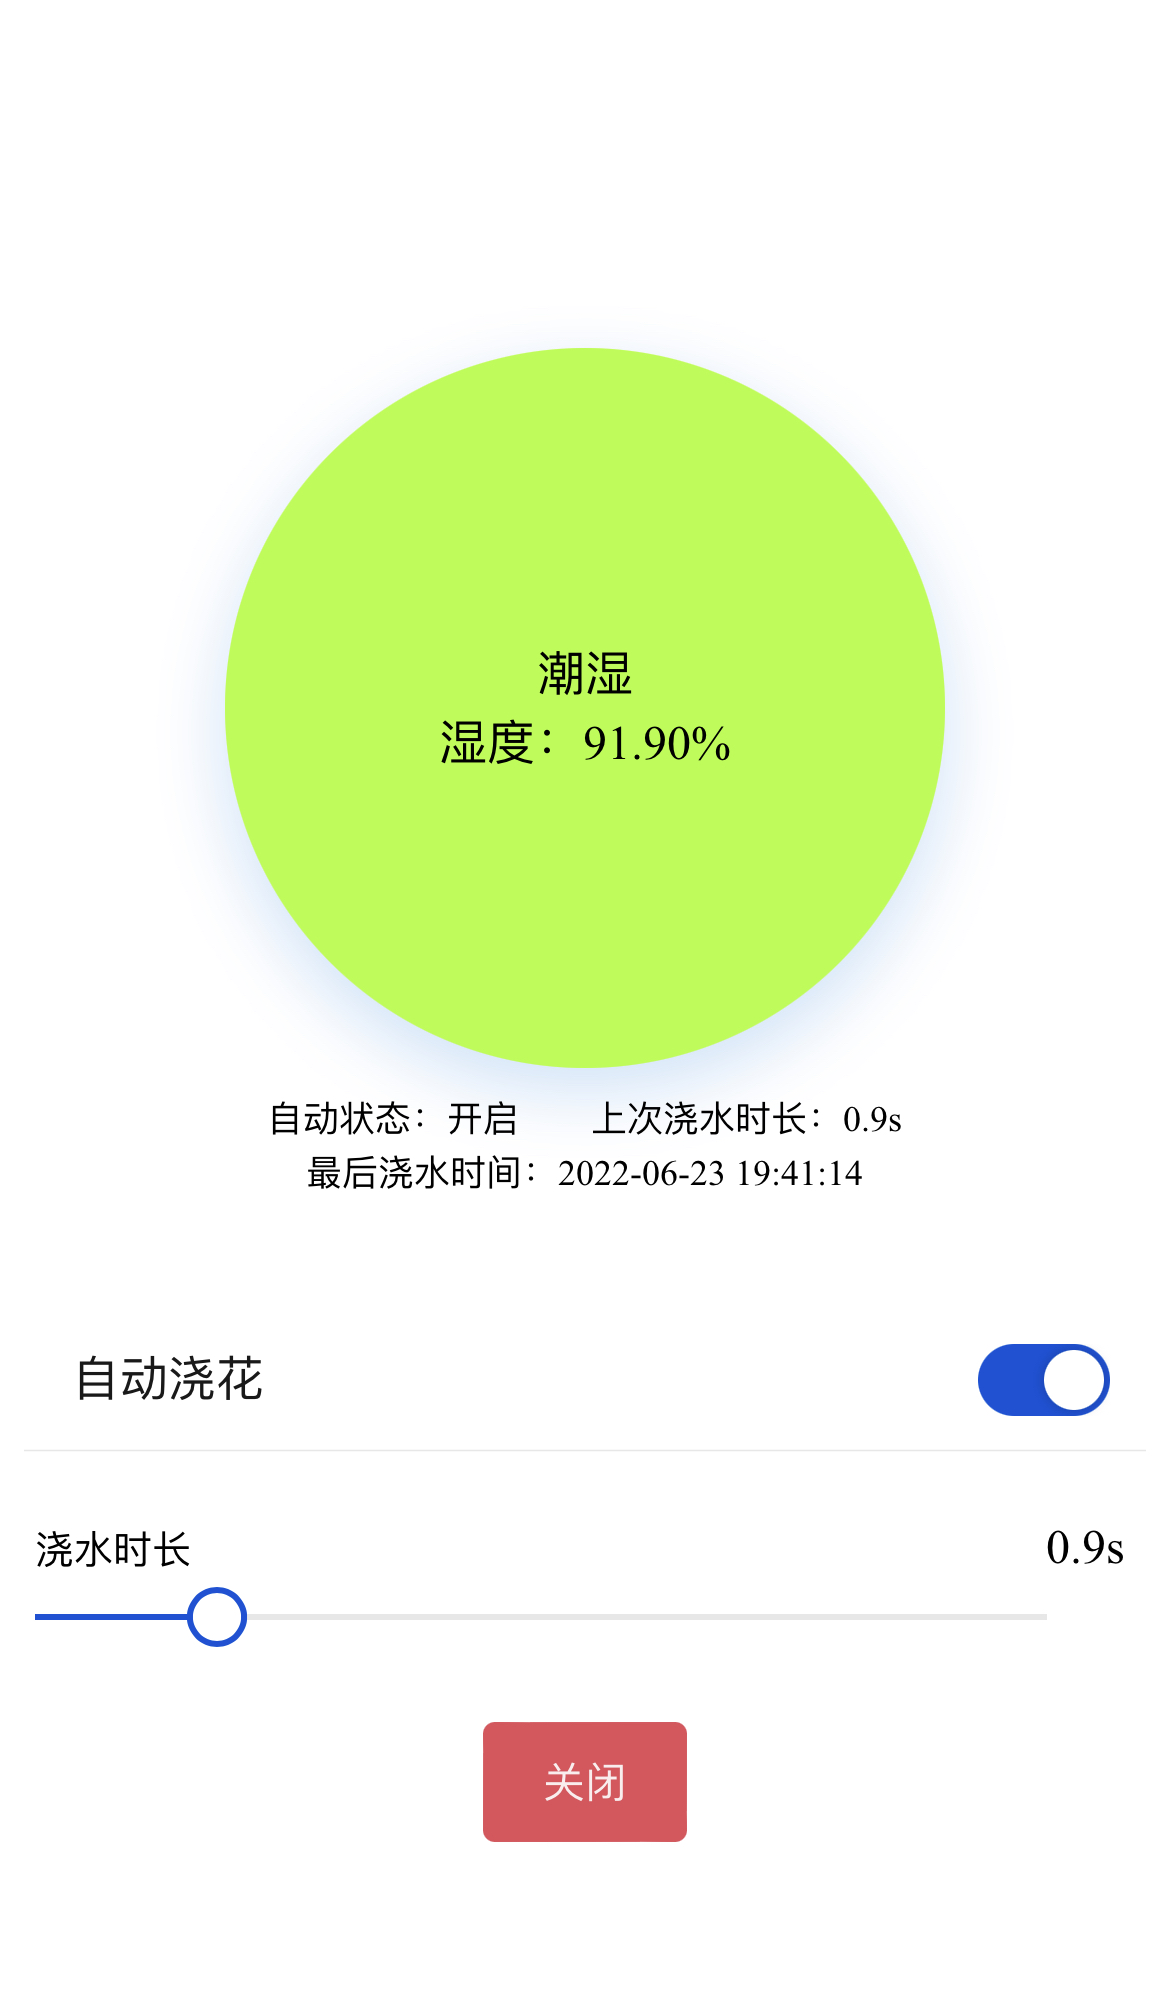 潮湿
湿度：91.90%
自动状态：开启 上次浇水时长：0.9s
最后浇水时间：2022-06-23 19:41:14
自动浇花
浇水时长 0.9s
关闭